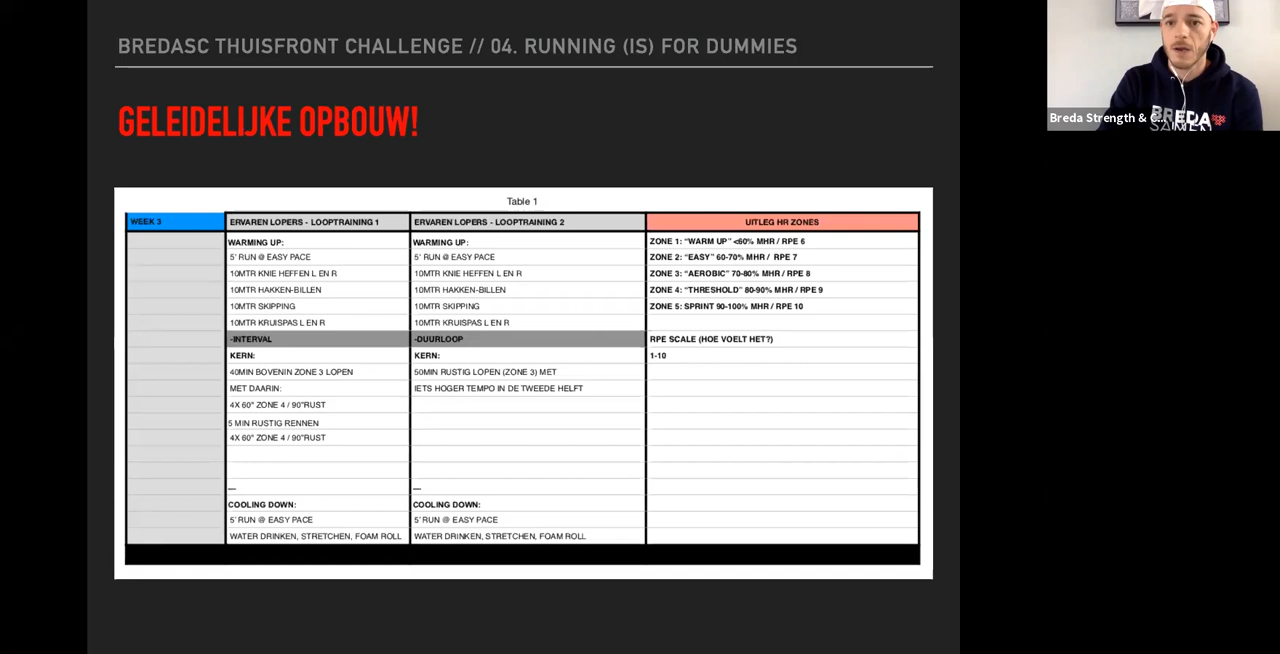 BREDASC THUISFRONT CHALLENGE // 04. RUNNING (IS) FOR DUMMIES
GELEIDELIJKE OPBOUW!
Table 1
WEEK 3
ERVAREN LOPERS - LOOPTRAINING 1
ERVAREN LOPERS - LOOPTRAINING 2
UITLEG HR ZONES
WARMING UP:
WARMING UP:
ZONE 1: “WARM UP” <60% MHR / RPE 6
5’ RUN @ EASY PACE
5’ RUN @ EASY PACE
ZONE 2: “EASY” 60-70% MHR / RPE 7
10MTR KNIE HEFFEN L EN R
10MTR KNIE HEFFEN L EN R
ZONE 3: “AEROBIC” 70-80% MHR / RPE 8
10MTR HAKKEN-BILLEN
10MTR HAKKEN-BILLEN
ZONE 4: “THRESHOLD” 80-90% MHR / RPE 9
10MTR SKIPPING
10MTR SKIPPING
ZONE 5: SPRINT 90-100% MHR / RPE 10
10MTR KRUISPAS L EN R
10MTR KRUISPAS L EN R
-INTERVAL
-DUURLOOP
RPE SCALE (HOE VOELT HET?)
KERN:
KERN:
1-10
40MIN BOVENIN ZONE 3 LOPEN
50MIN RUSTIG LOPEN (ZONE 3) MET
MET DAARIN:
IETS HOGER TEMPO IN DE TWEEDE HELFT
4X 60” ZONE 4 / 90”RUST
5 MIN RUSTIG RENNEN
4X 60” ZONE 4 / 90”RUST
—
—
COOLING DOWN:
COOLING DOWN:
5’ RUN @ EASY PACE
5’ RUN @ EASY PACE
WATER DRINKEN, STRETCHEN, FOAM ROLL
WATER DRINKEN, STRETCHEN, FOAM ROLL
BREDA
SAMEN
Breda Strength & C...